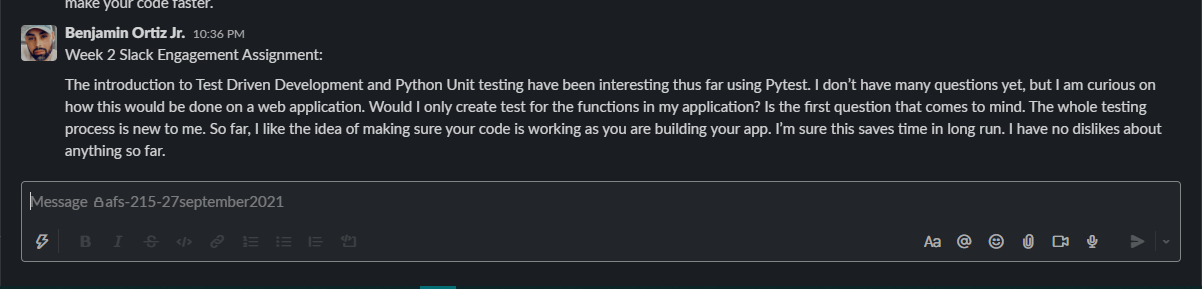 make your code faster.
Benjamin Ortiz Jr. 10:36 PM
Week 2 Slack Engagement Assignment:
The introduction to Test Driven Development and Python Unit testing have been interesting thus far using Pytest. I don’t have many questions yet, but I am curious on
how this would be done on a web application. Would I only create test for the functions in my application? Is the first question that comes to mind. The whole testing
process is new to me. So far, I like the idea of making sure your code is working as you are building your app. I’m sure this saves time in long run. I have no dislikes about
anything so far.
Message afs-215-27september2021
B I S </> Aa @